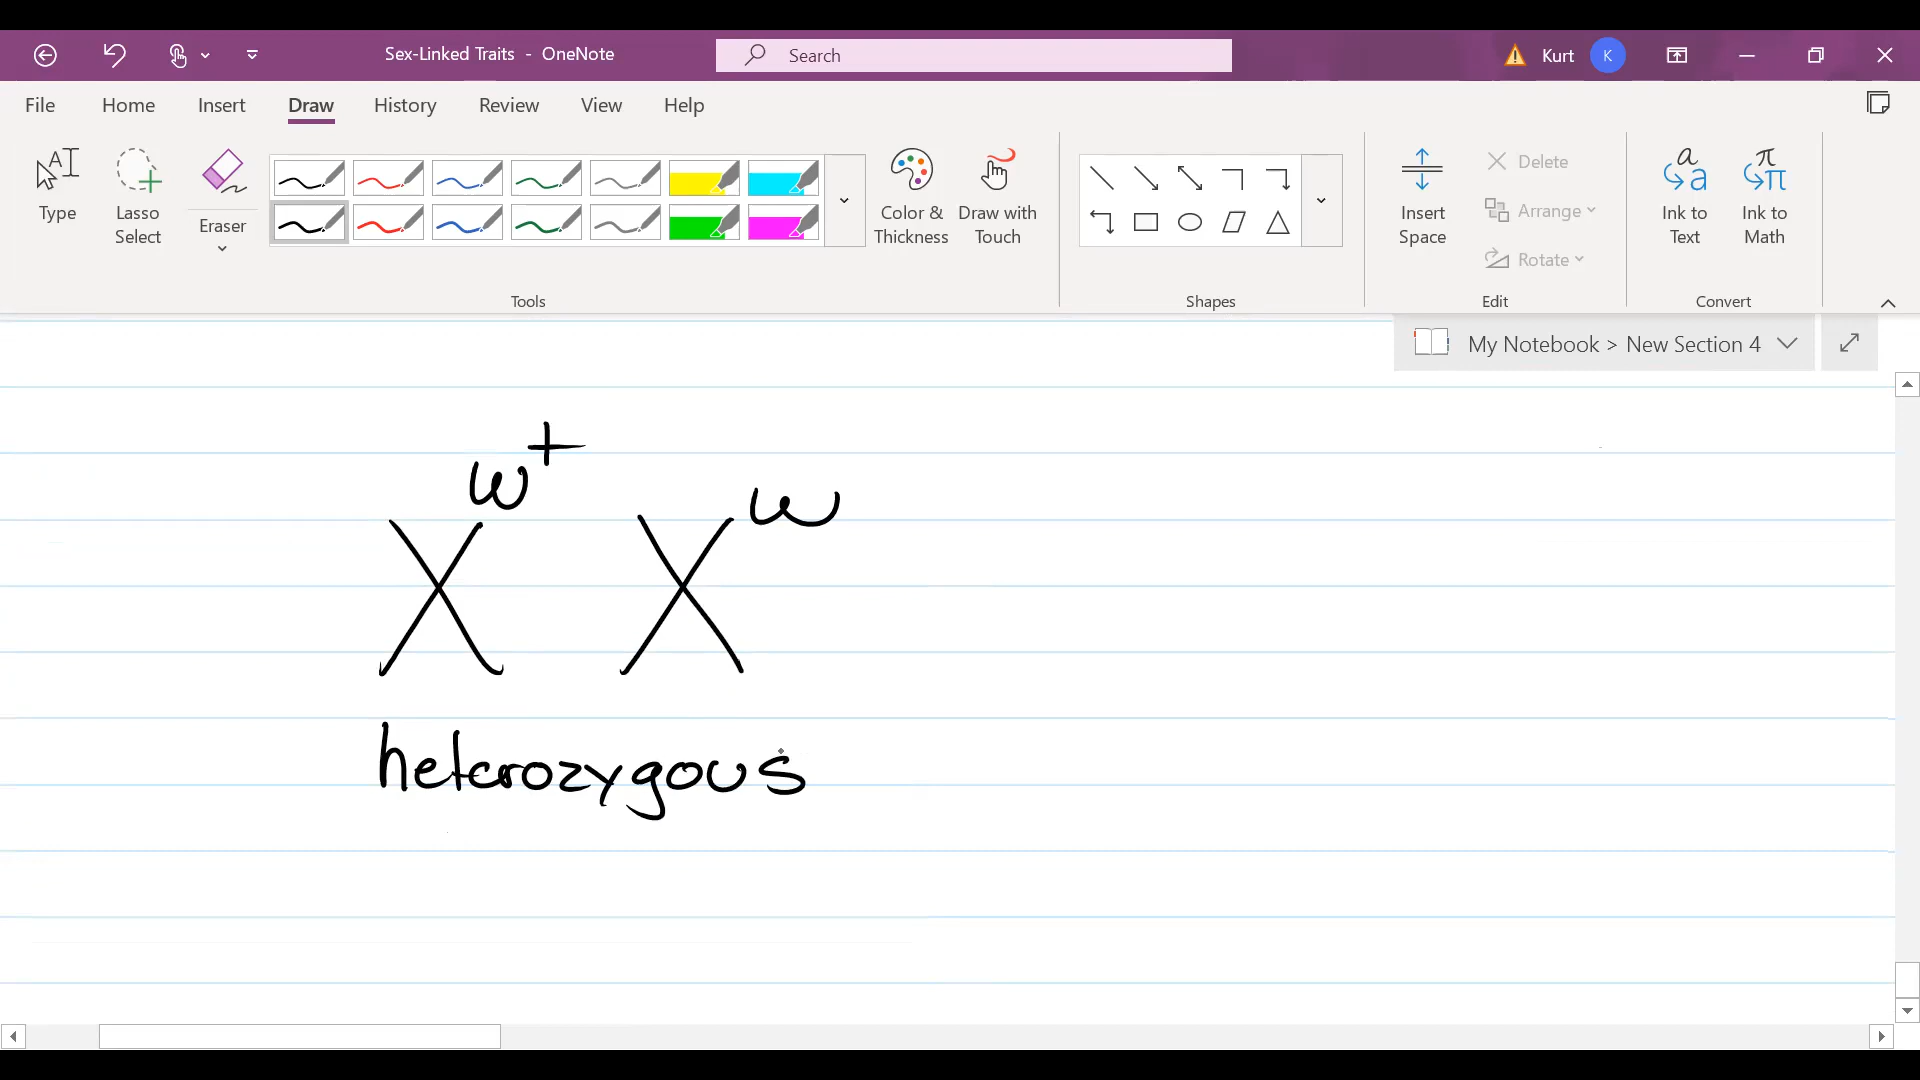 Sex-Linked Traits - OneNote
Search
Kurt
K
File Home Insert Draw History Review View Help
Type
Lasso Select
Eraser
Color & Thickness
Draw with Touch
Insert Space
Delete
Arrange
Rotate
Ink to Text
Ink to Math
Tools
Shapes
Edit
Convert
My Notebook > New Section 4
X^w+ X^w
heterozygous